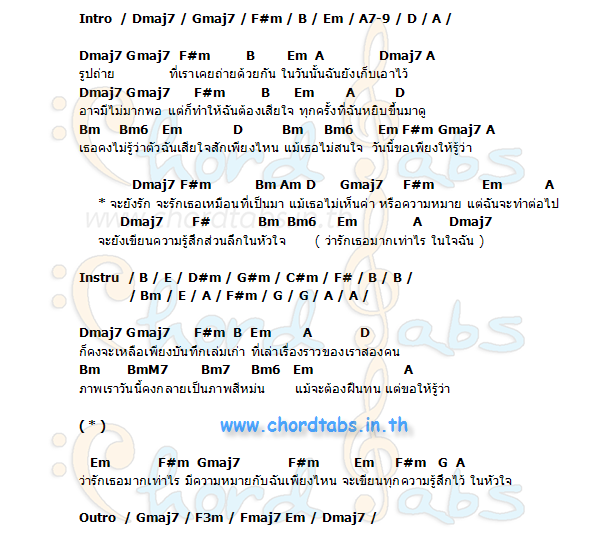 Intro / Dmaj7 / Gmaj7 / F#m / B / Em / A7-9 / D / A /
Dmaj7 Gmaj7 F#m B Em A Dmaj7 A
รูปถ่าย ที่เราเคยถ่ายด้วยกัน ในวันนั้นฉันยังเก็บเอาไว้
Dmaj7 Gmaj7 F#m B Em A D
อาจมีไม่มากพอ แต่ก็ทำให้ฉันต้องเสียใจ ทุกครั้งที่ฉันหยิบขึ้นมาดู
Bm Bm6 Em D Bm Bm6 Em F#m Gmaj7 A
เธอคงไม่รู้ว่าตัวฉันเสียใจสักเพียงไหน แม้เธอไม่สนใจ วันนี้ขอเพียงให้รู้ว่า
Dmaj7 F#m Bm Am D Gmaj7 F#m Em A
* จะยังรัก จะรักเธอเหมือนที่เป็นมา แม้เธอไม่เห็นค่า หรือความหมาย แต่ฉันจะทำต่อไป
www.chordtabs.in.th
Dmaj7 F# Bm Bm6 Em A Dmaj7
จะยังเขียนความรู้สึกส่วนลึกในหัวใจ ( ว่ารักเธอมากเท่าไร ในใจฉัน )
Instru / B / E / D#m / G#m / C#m / F# / B / B /
/ Bm / E / A / F#m / G / G / A / A /
Dmaj7 Gmaj7 F#m B Em A D
ก็คงจะเหลือเพียงบันทึกเล่มเก่า ที่เล่าเรื่องราวของเราสองคน
Bm BmM7 Bm7 Bm6 Em A
ภาพเราวันนี้คงกลายเป็นภาพสีหม่น แม้จะต้องฝืนทน แต่ขอให้รู้ว่า
( * ) www.chordtabs.in.th
Em F#m Gmaj7 F#m Em F#m G A
ว่ารักเธอมากเท่าไร มีความหมายกับฉันเพียงไหน จะเขียนทุกความรู้สึกไว้ ในหัวใจ
Outro / Gmaj7 / F3m / Fmaj7 Em / Dmaj7 /
Chord Tabs
Chord Tabs